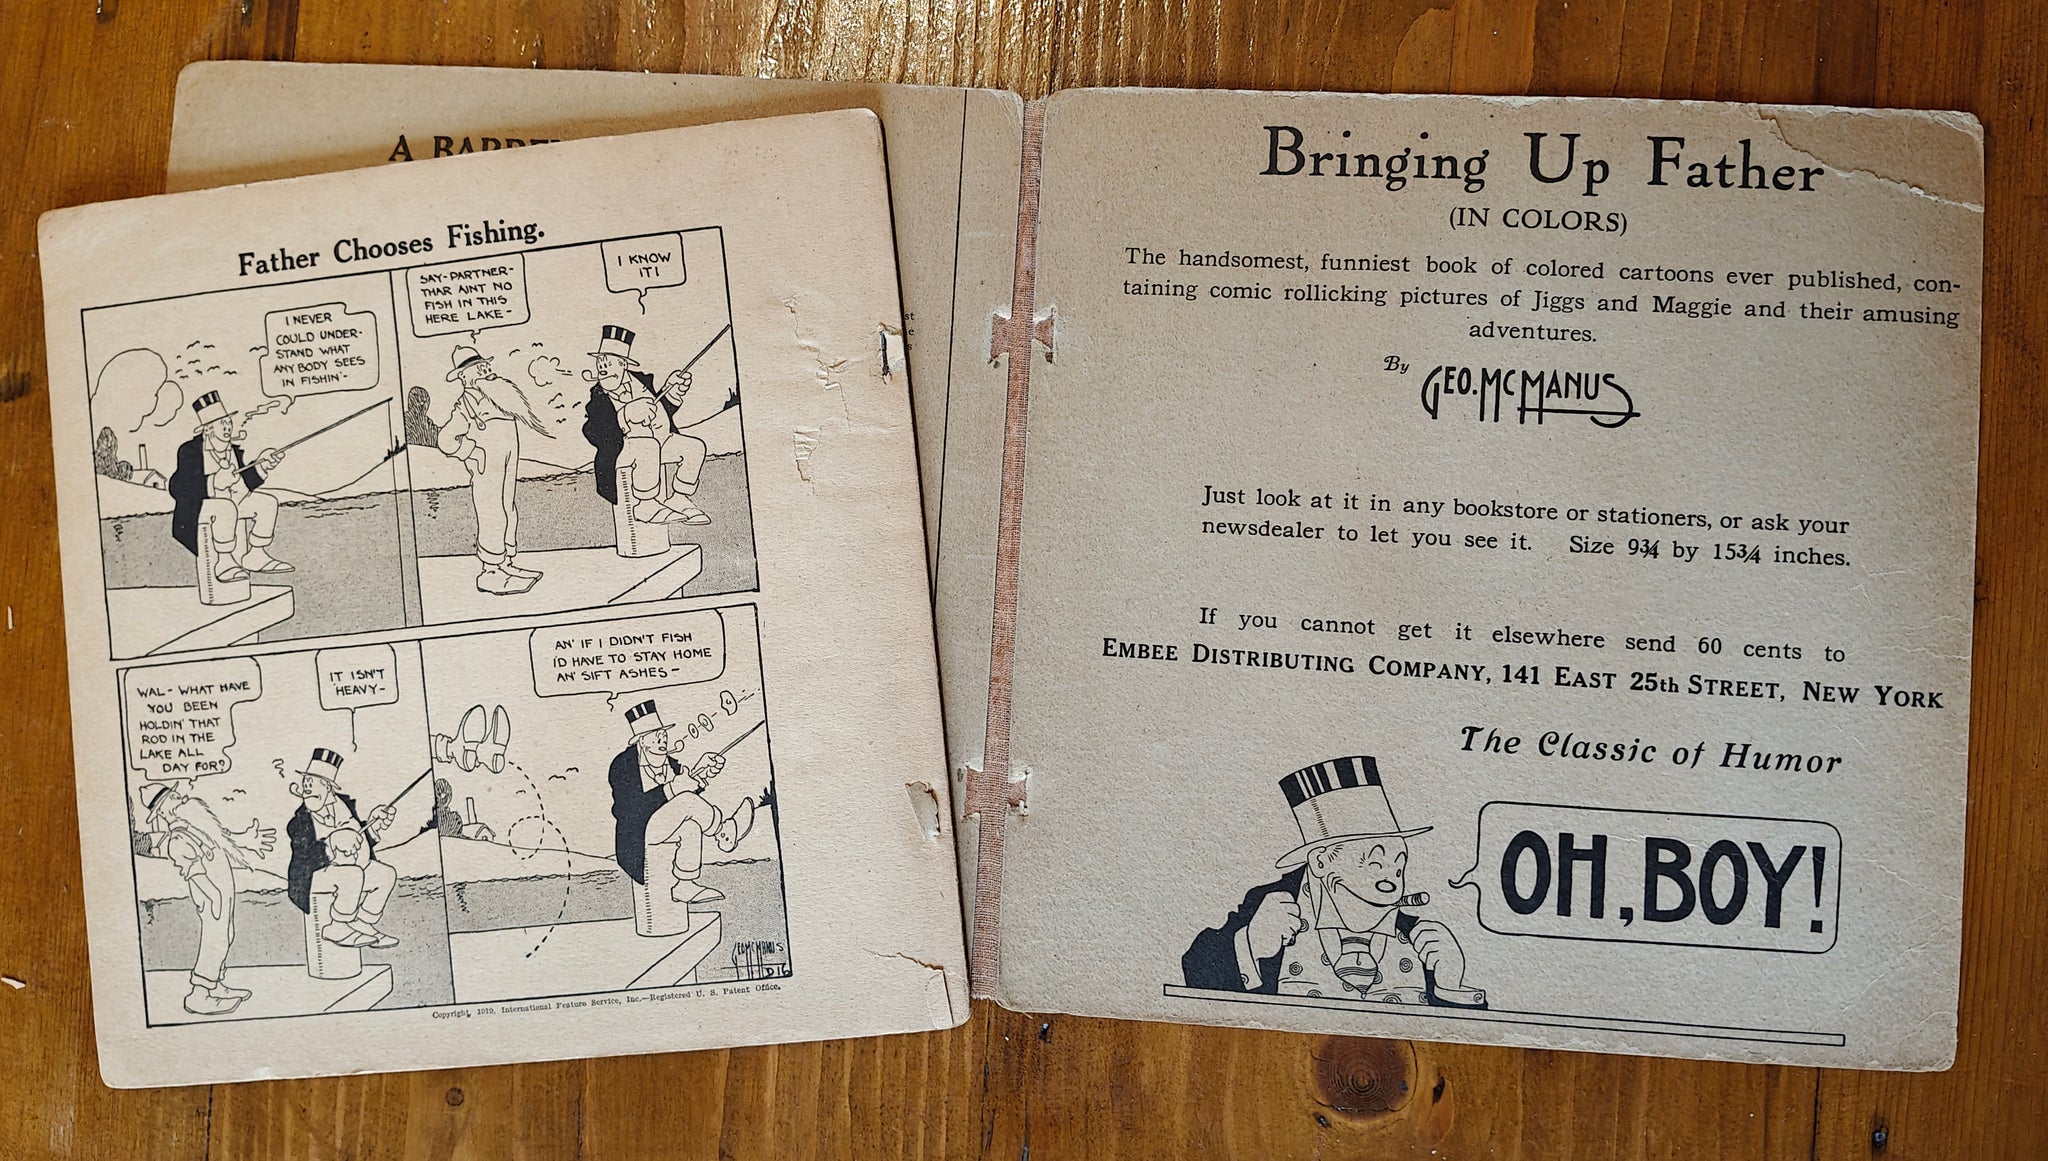 A
Father Chooses Fishing.
I NEVER
COULD UNDER-
STAND WHAT
ANY BODY SEES
IN FISHIN'-
SAY-PARTNER-
THAR AINT NO
FISH IN THIS
HERE LAKE-
I KNOW
IT!
WAL- WHAT HAVE
YOU BEEN
HOLDIN' THAT
ROD IN THE
LAKE ALL
DAY FOR?
IT ISN'T
HEAVY-
AN' IF I DIDN'T FISH
I'D HAVE TO STAY HOME
AN' SIFT ASHES-
GEO. MCMANUS
D16
Copyright, 1919, International Feature Service, Inc.—Registered U. S. Patent Office.
Bringing Up Father
(IN COLORS)
The handsomest, funniest book of colored cartoons ever published, con-
taining comic rollicking pictures of Jiggs and Maggie and their amusing
adventures.
By GEO. MCMANUS
Just look at it in any bookstore or stationers, or ask your
newsdealer to let you see it. Size 9¾ by 15¾ inches.
If you cannot get it elsewhere send 60 cents to
EMBEE DISTRIBUTING COMPANY, 141 EAST 25th STREET, NEW YORK
The Classic of Humor
OH, BOY!